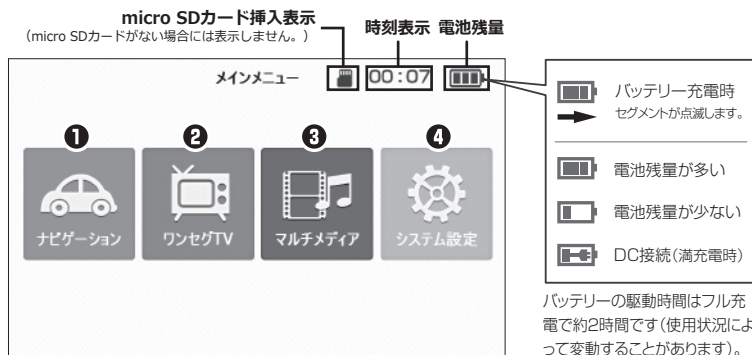 micro SDカード挿入表示
（micro SDカードがない場合には表示しません。）
時刻表示 電池残量
メインメニュー 00:07
❶ ❷ ❸ ❹
ナビゲーション ワンセグTV マルチメディア システム設定
バッテリー充電時
セグメントが点滅します。
電池残量が多い
電池残量が少ない
DC接続（満充電時）
バッテリーの駆動時間はフル充
電で約2時間です（使用状況によ
って変動することがあります）。